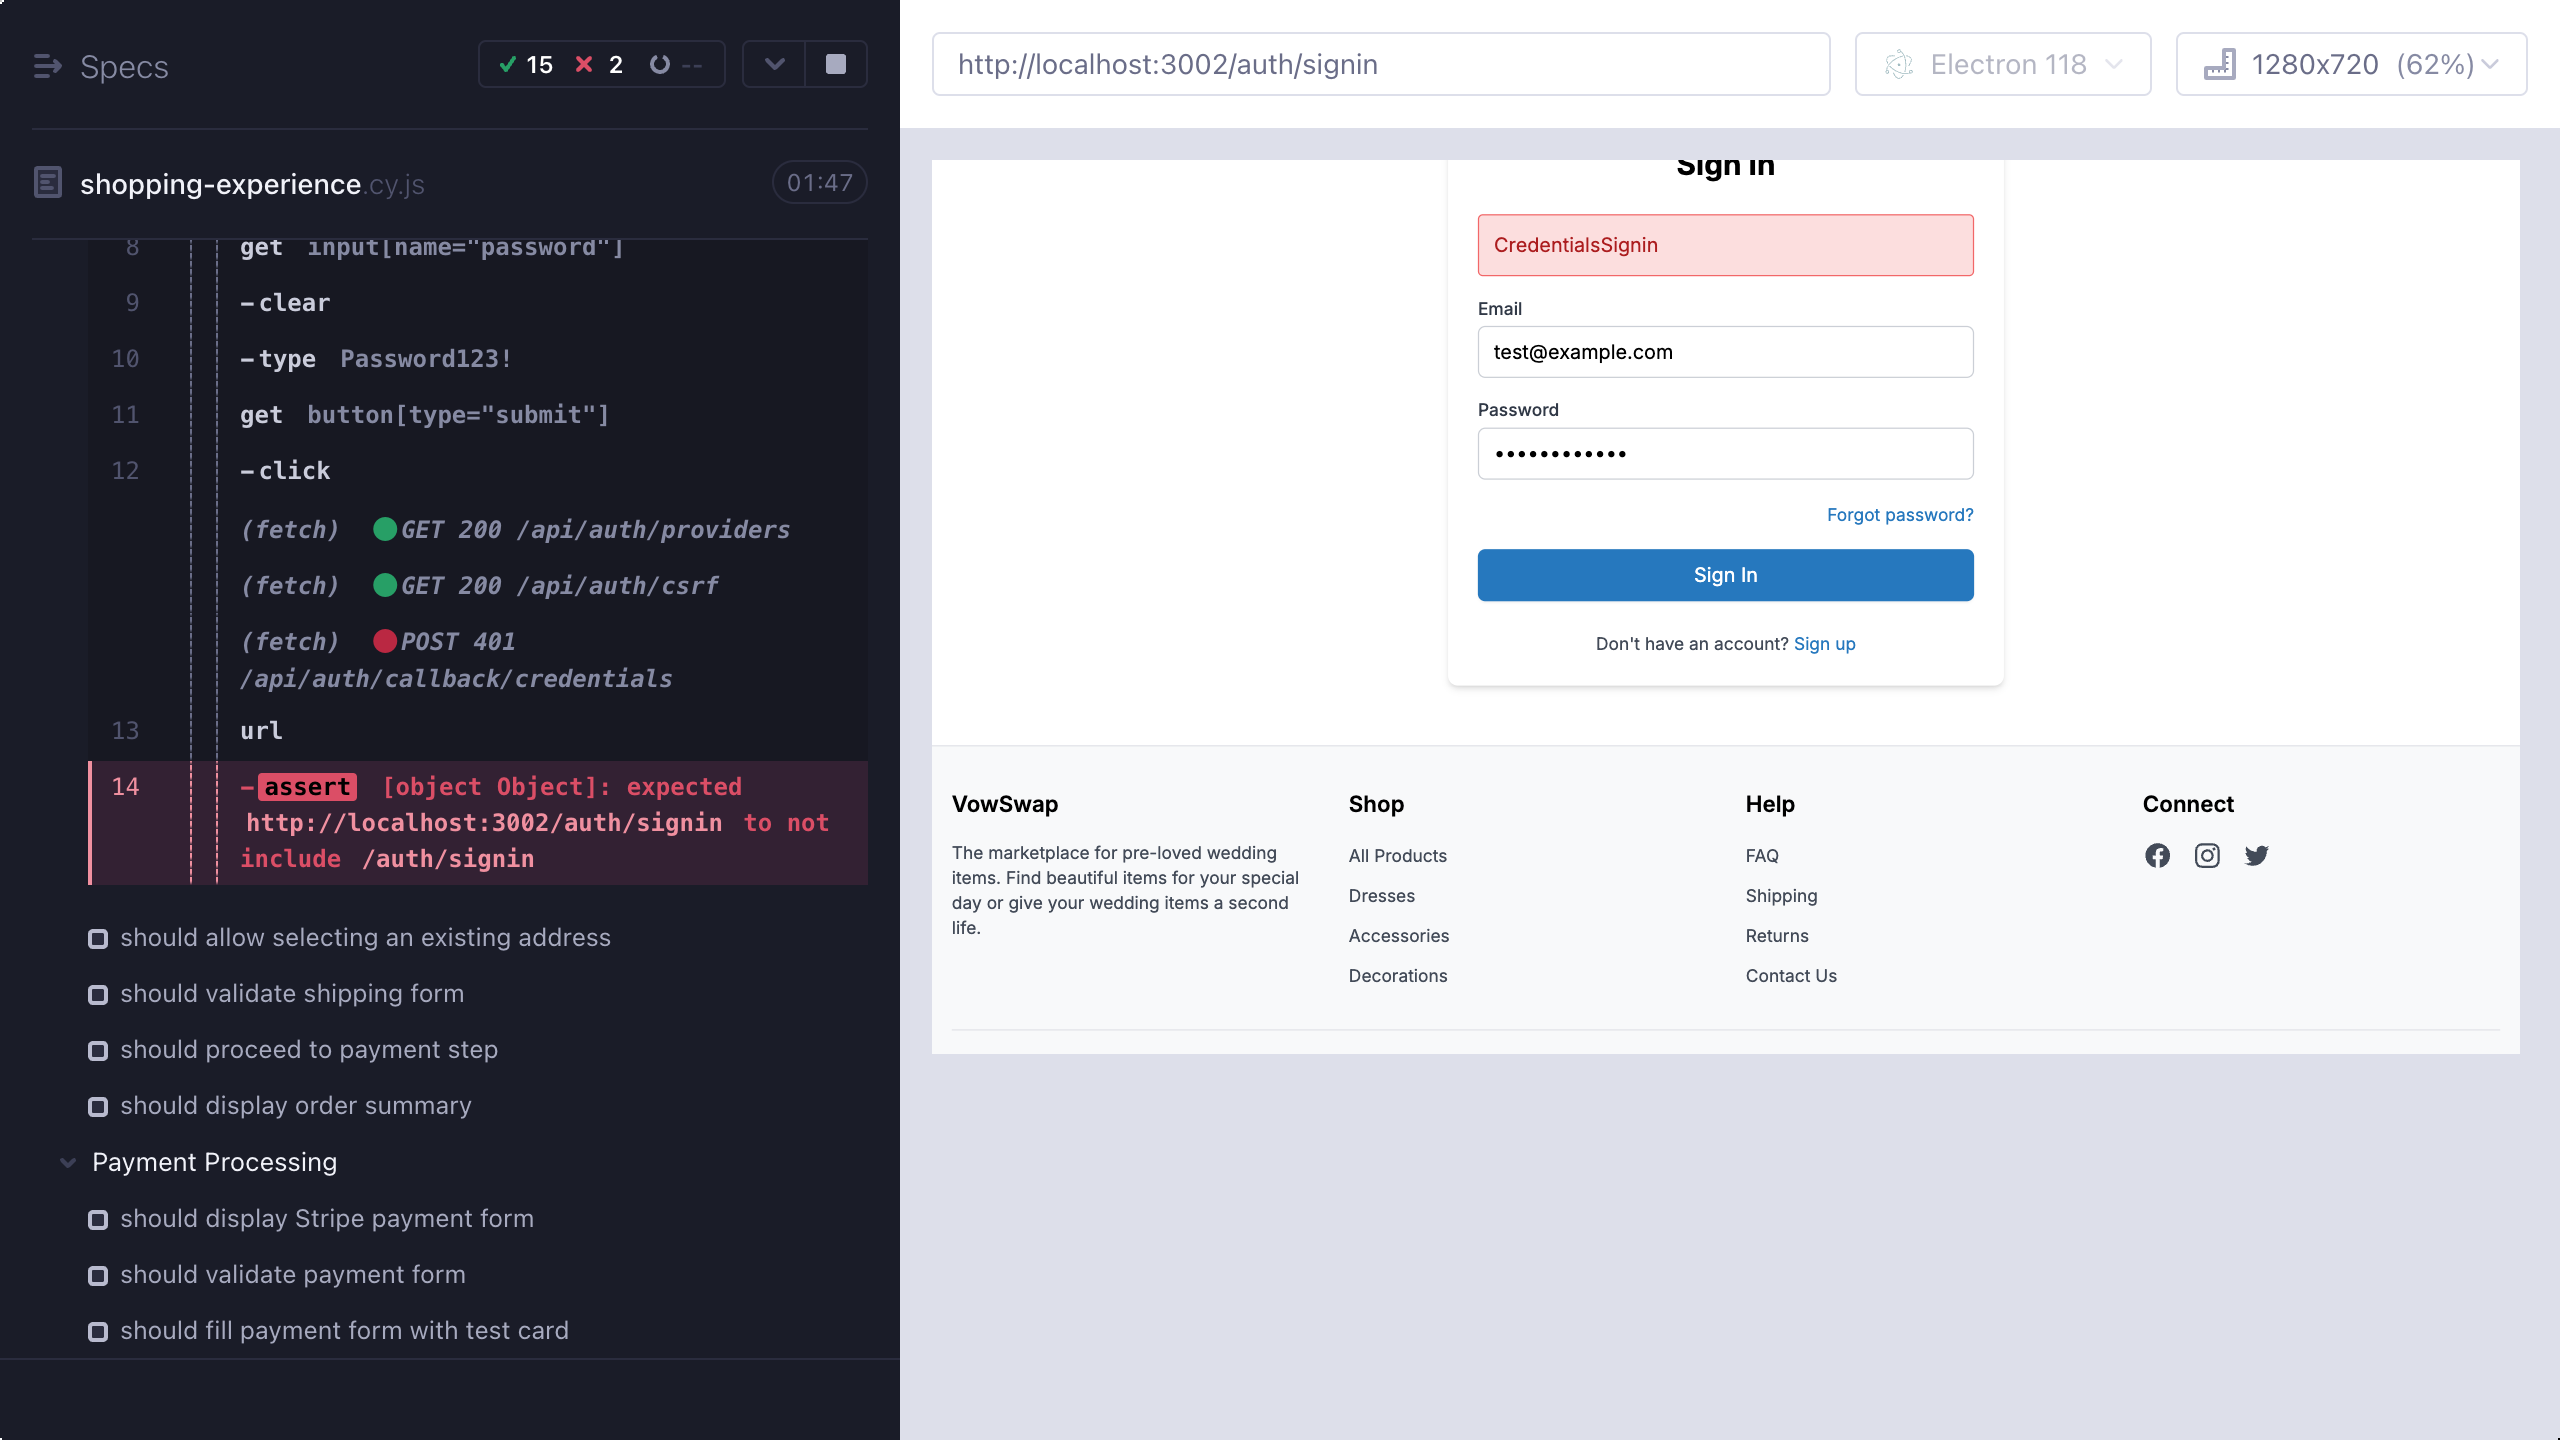 Specs
15 2 --
shopping-experience.cy.js
01:47
8 get input[name="password"]
9 -clear
10 -type Password123!
11 get button[type="submit"]
12 -click
(fetch) GET 200 /api/auth/providers
(fetch) GET 200 /api/auth/csrf
(fetch) POST 401
/api/auth/callback/credentials
13 url
14 -assert [object Object]: expected
http://localhost:3002/auth/signin to not
include /auth/signin
should allow selecting an existing address
should validate shipping form
should proceed to payment step
should display order summary
Payment Processing
should display Stripe payment form
should validate payment form
should fill payment form with test card
http://localhost:3002/auth/signin
Electron 118
1280x720 (62%)
Sign In
CredentialsSignin
Email
test@example.com
Password
••••••••••••
Forgot password?
Sign In
Don't have an account? Sign up
VowSwap
The marketplace for pre-loved wedding
items. Find beautiful items for your special
day or give your wedding items a second
life.
Shop
All Products
Dresses
Accessories
Decorations
Help
FAQ
Shipping
Returns
Contact Us
Connect